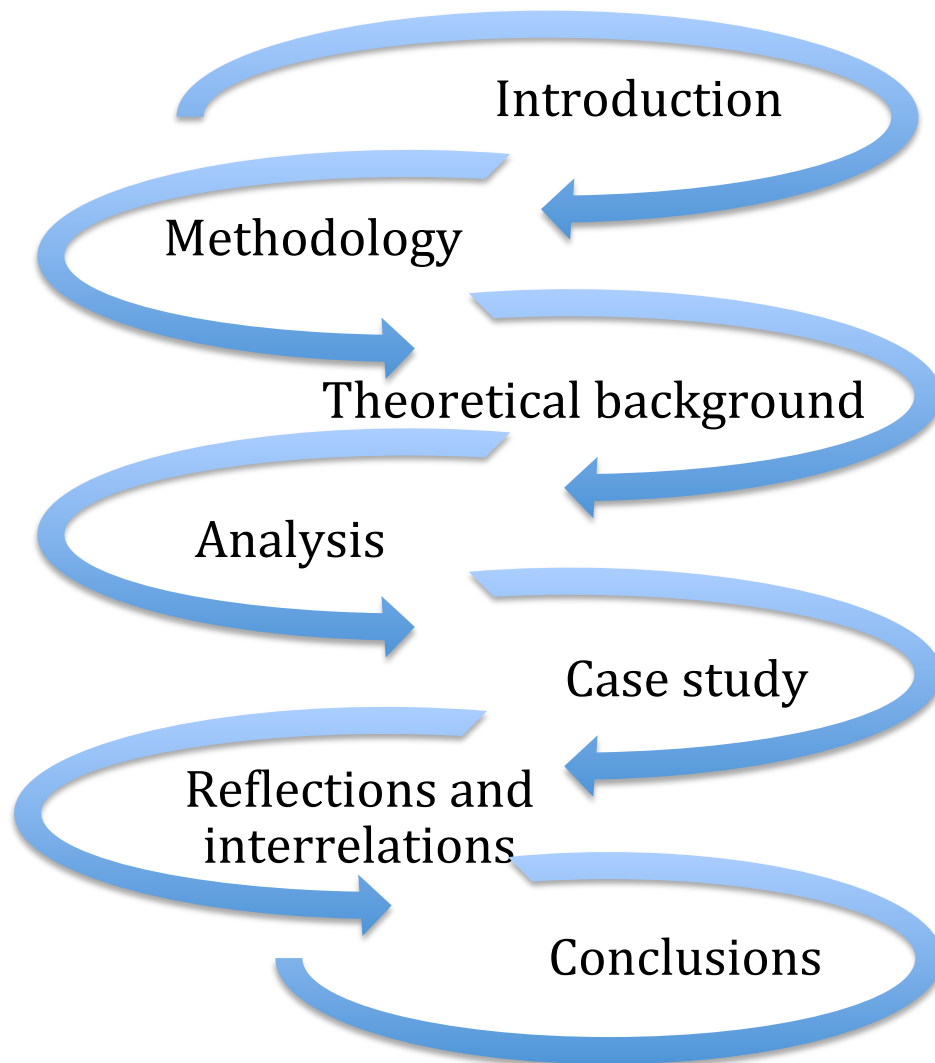 Introduction
Methodology
Theoretical background
Analysis
Case study
Reflections and
interrelations
Conclusions